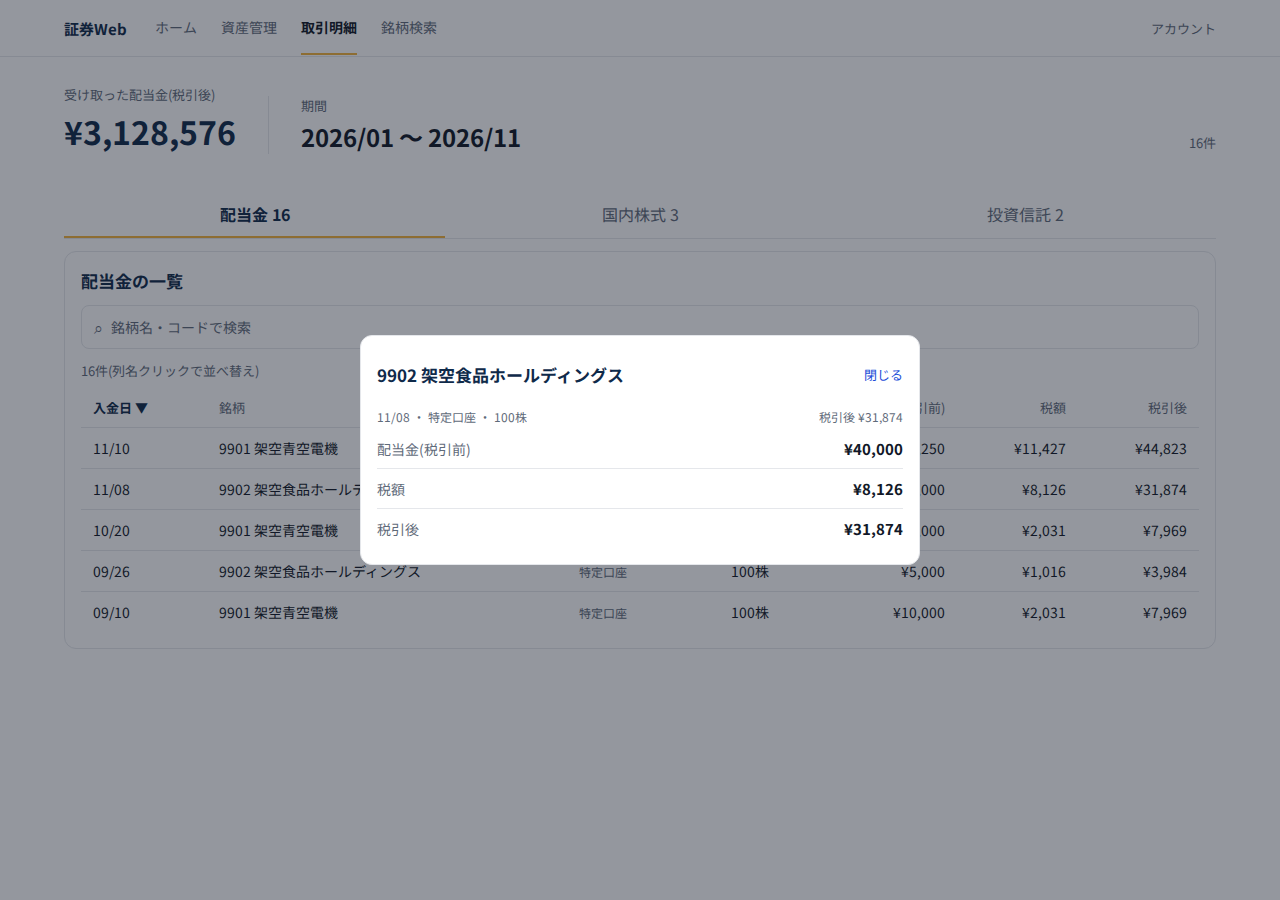 証券Web ホーム 資産管理 取引明細 銘柄検索 アカウント
受け取った配当金(税引後)
¥3,128,576
期間
2026/01 〜 2026/11
16件
配当金 16 国内株式 3 投資信託 2
配当金の一覧
⌕ 銘柄名・コードで検索
16件(列名クリックで並べ替え)
入金日 ▼ 銘柄 引前) 税額 税引後
11/10 9901 架空青空電機 250 ¥11,427 ¥44,823
11/08 9902 架空食品ホールデ 000 ¥8,126 ¥31,874
10/20 9901 架空青空電機 000 ¥2,031 ¥7,969
09/26 9902 架空食品ホールディングス 特定口座 100株 ¥5,000 ¥1,016 ¥3,984
09/10 9901 架空青空電機 特定口座 100株 ¥10,000 ¥2,031 ¥7,969
9902 架空食品ホールディングス 閉じる
11/08 ・ 特定口座 ・ 100株 税引後 ¥31,874
配当金(税引前) ¥40,000
税額 ¥8,126
税引後 ¥31,874